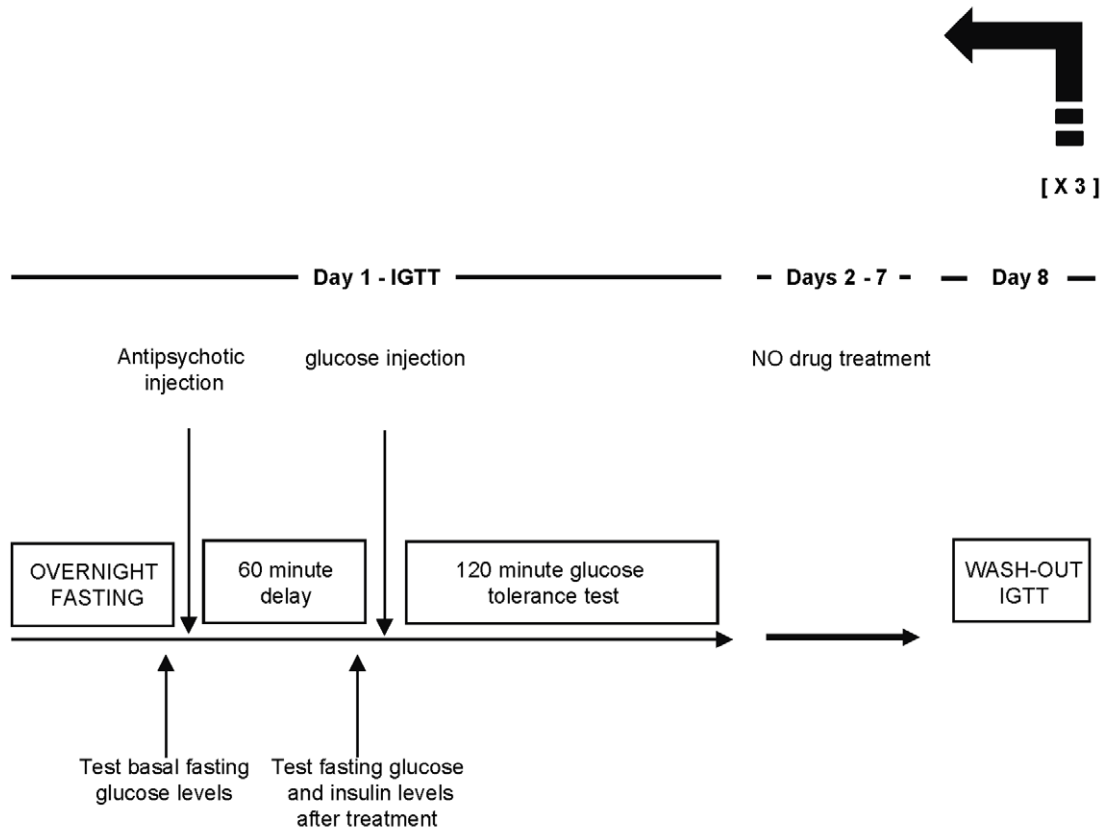 [ X 3 ]
Day 1 - IGTT
Days 2 - 7
Day 8
Antipsychotic
injection
glucose injection
NO drug treatment
OVERNIGHT
FASTING
60 minute
delay
120 minute glucose
tolerance test
WASH-OUT
IGTT
Test basal fasting
glucose levels
Test fasting glucose
and insulin levels
after treatment